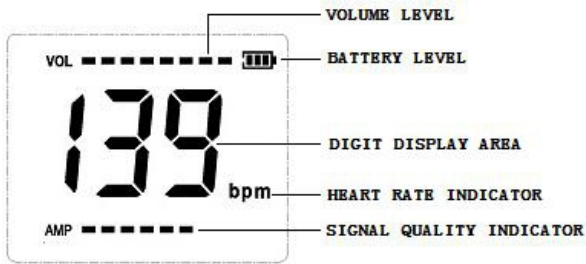 VOLUME LEVEL
VOL
BATTERY LEVEL
139
DIGIT DISPLAY AREA
bpm
HEART RATE INDICATOR
AMP
SIGNAL QUALITY INDICATOR